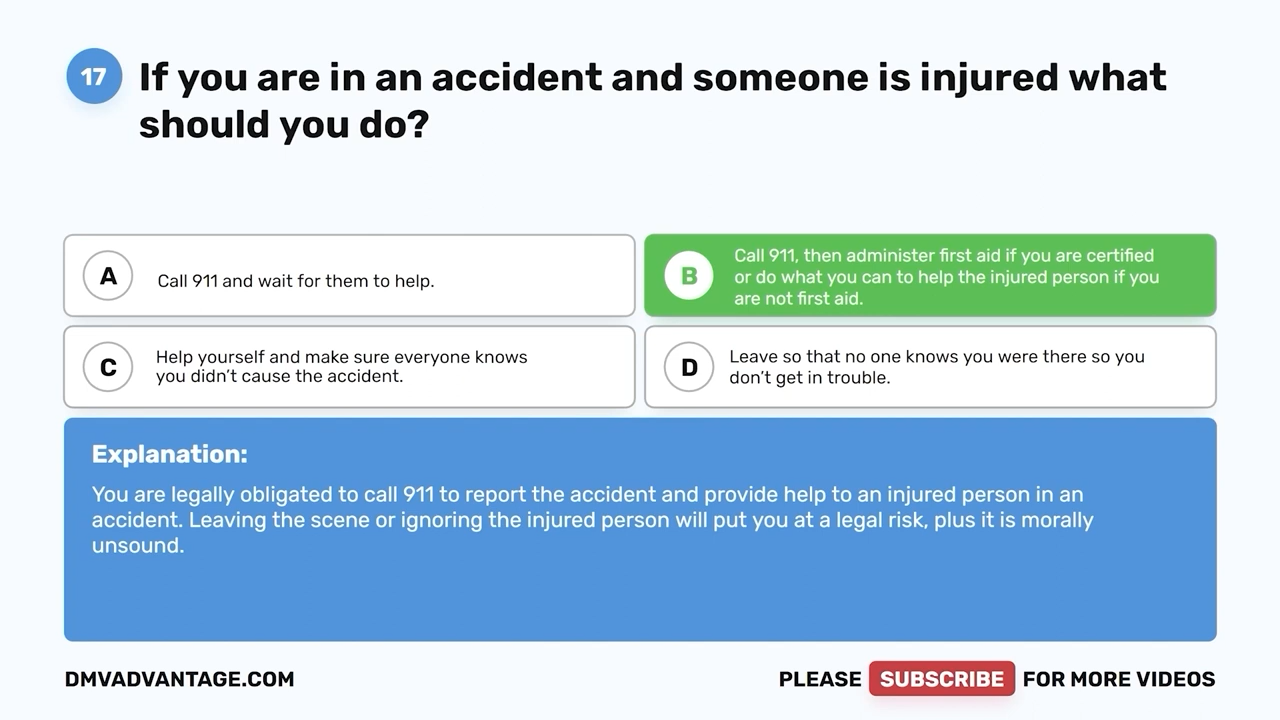 17
If you are in an accident and someone is injured what
should you do?
A
Call 911 and wait for them to help.
B
Call 911, then administer first aid if you are certified
or do what you can to help the injured person if you
are not first aid.
C
Help yourself and make sure everyone knows
you didn’t cause the accident.
D
Leave so that no one knows you were there so you
don’t get in trouble.
Explanation:
You are legally obligated to call 911 to report the accident and provide help to an injured person in an
accident. Leaving the scene or ignoring the injured person will put you at a legal risk, plus it is morally
unsound.
DMVADVANTAGE.COM
PLEASE SUBSCRIBE FOR MORE VIDEOS